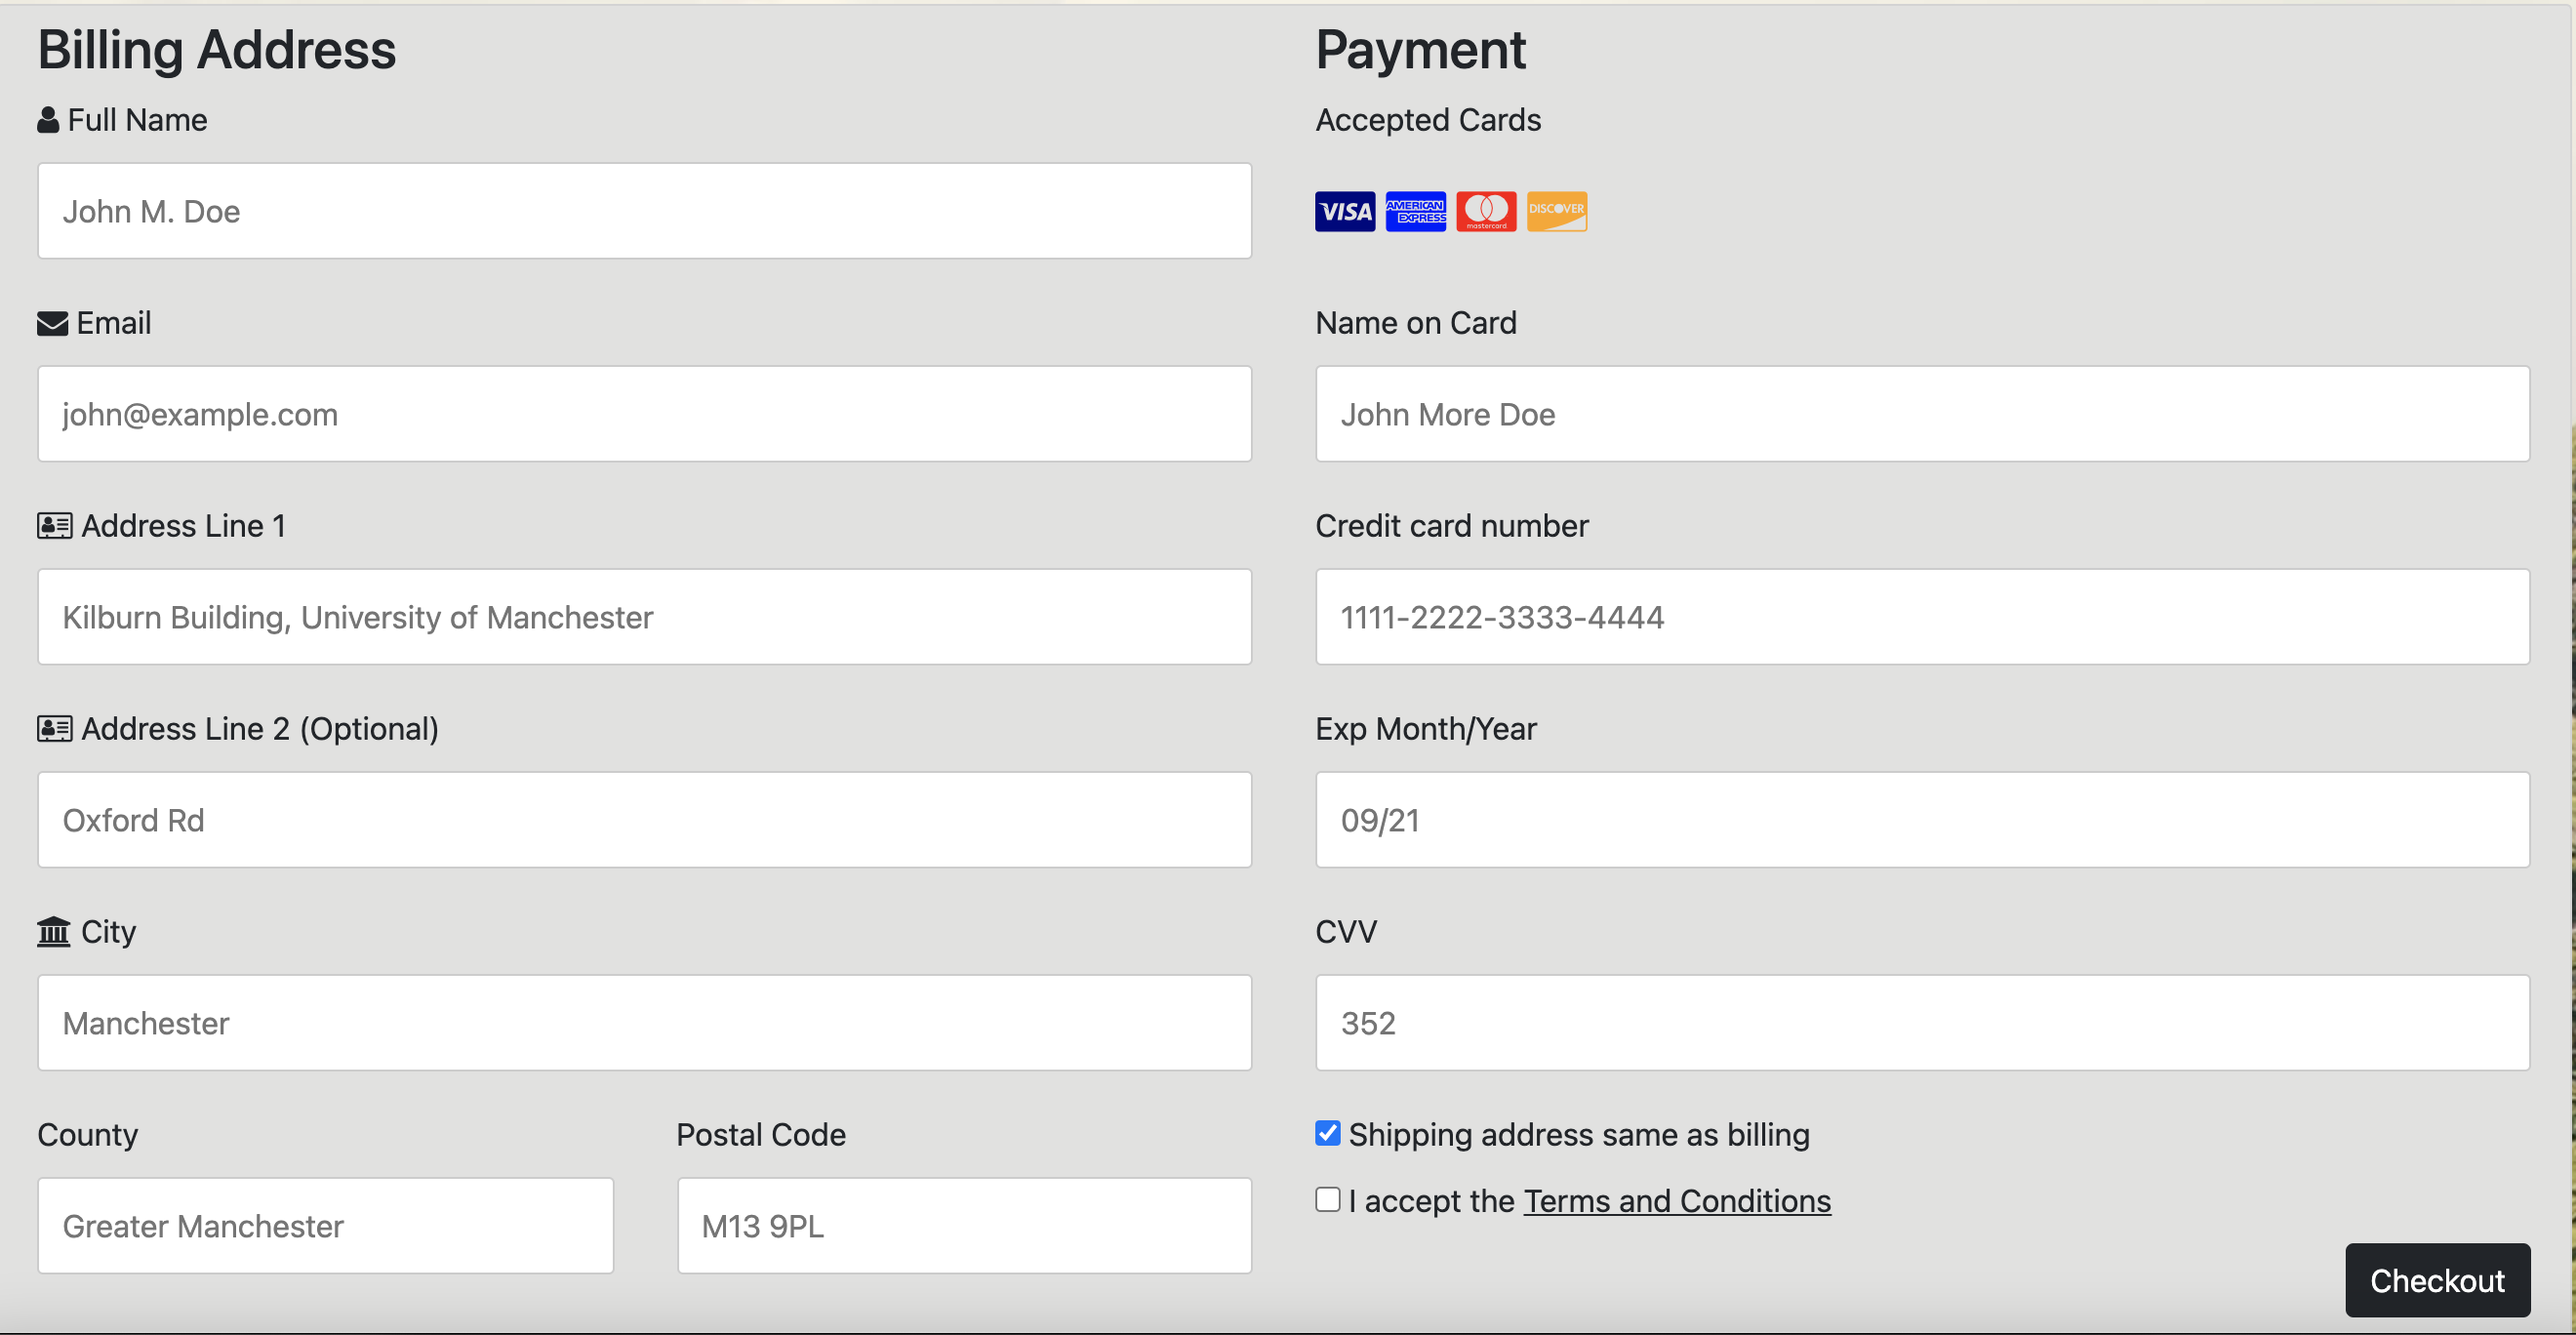 Billing Address
Full Name
John M. Doe
Email
john@example.com
Address Line 1
Kilburn Building, University of Manchester
Address Line 2 (Optional)
Oxford Rd
City
Manchester
County
Postal Code
Greater Manchester
M13 9PL
Payment
Accepted Cards
VISA AMERICAN EXPRESS mastercard DISCOVER
Name on Card
John More Doe
Credit card number
1111-2222-3333-4444
Exp Month/Year
09/21
CVV
352
Shipping address same as billing
I accept the Terms and Conditions
Checkout